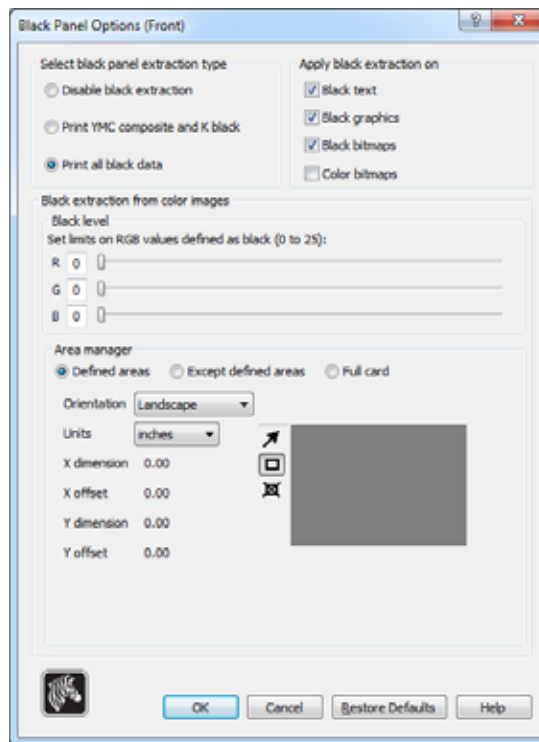 Black Panel Options (Front)
Select black panel extraction type
Disable black extraction
Print YMC composite and K black
Print all black data
Apply black extraction on
Black text
Black graphics
Black bitmaps
Color bitmaps
Black extraction from color images
Black level
Set limits on RGB values defined as black (0 to 25):
R 0
G 0
B 0
Area manager
Defined areas Except defined areas Full card
Orientation Landscape
Units inches
X dimension 0.00
X offset 0.00
Y dimension 0.00
Y offset 0.00
OK Cancel Restore Defaults Help